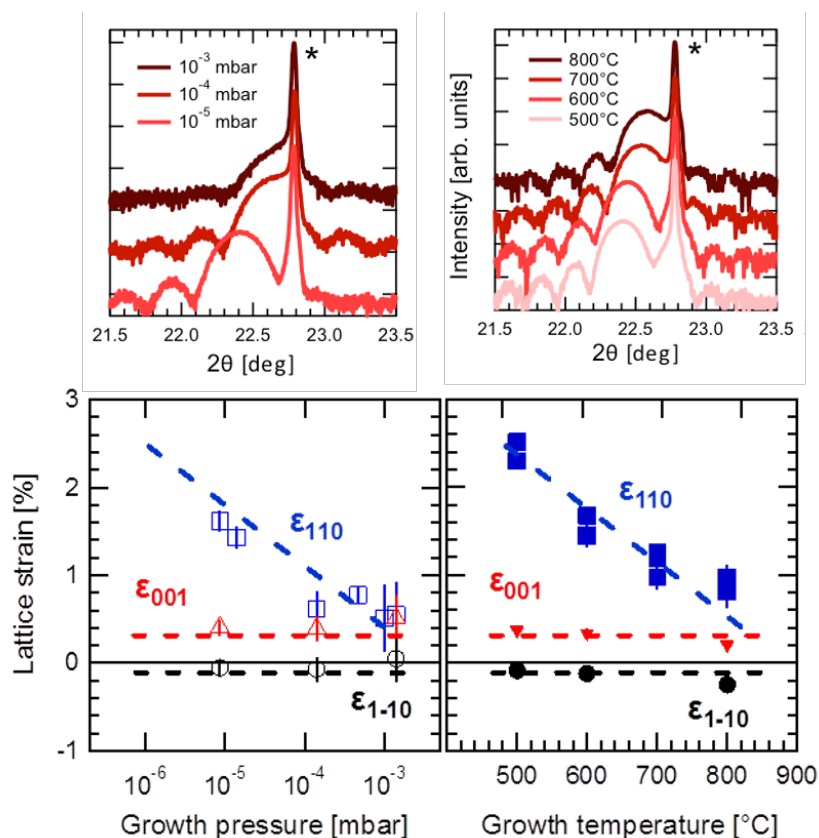 *
10⁻³ mbar
10⁻⁴ mbar
10⁻⁵ mbar
21.5 22.0 22.5 23.0 23.5
2θ [deg]
*
800°C
700°C
600°C
500°C
Intensity [arb. units]
21.5 22.0 22.5 23.0 23.5
2θ [deg]
3
2
1
0
-1
Lattice strain [%]
ε110
ε001
ε1-10
10⁻⁶ 10⁻⁵ 10⁻⁴ 10⁻³
Growth pressure [mbar]
ε110
ε001
ε1-10
500 600 700 800 900
Growth temperature [°C]